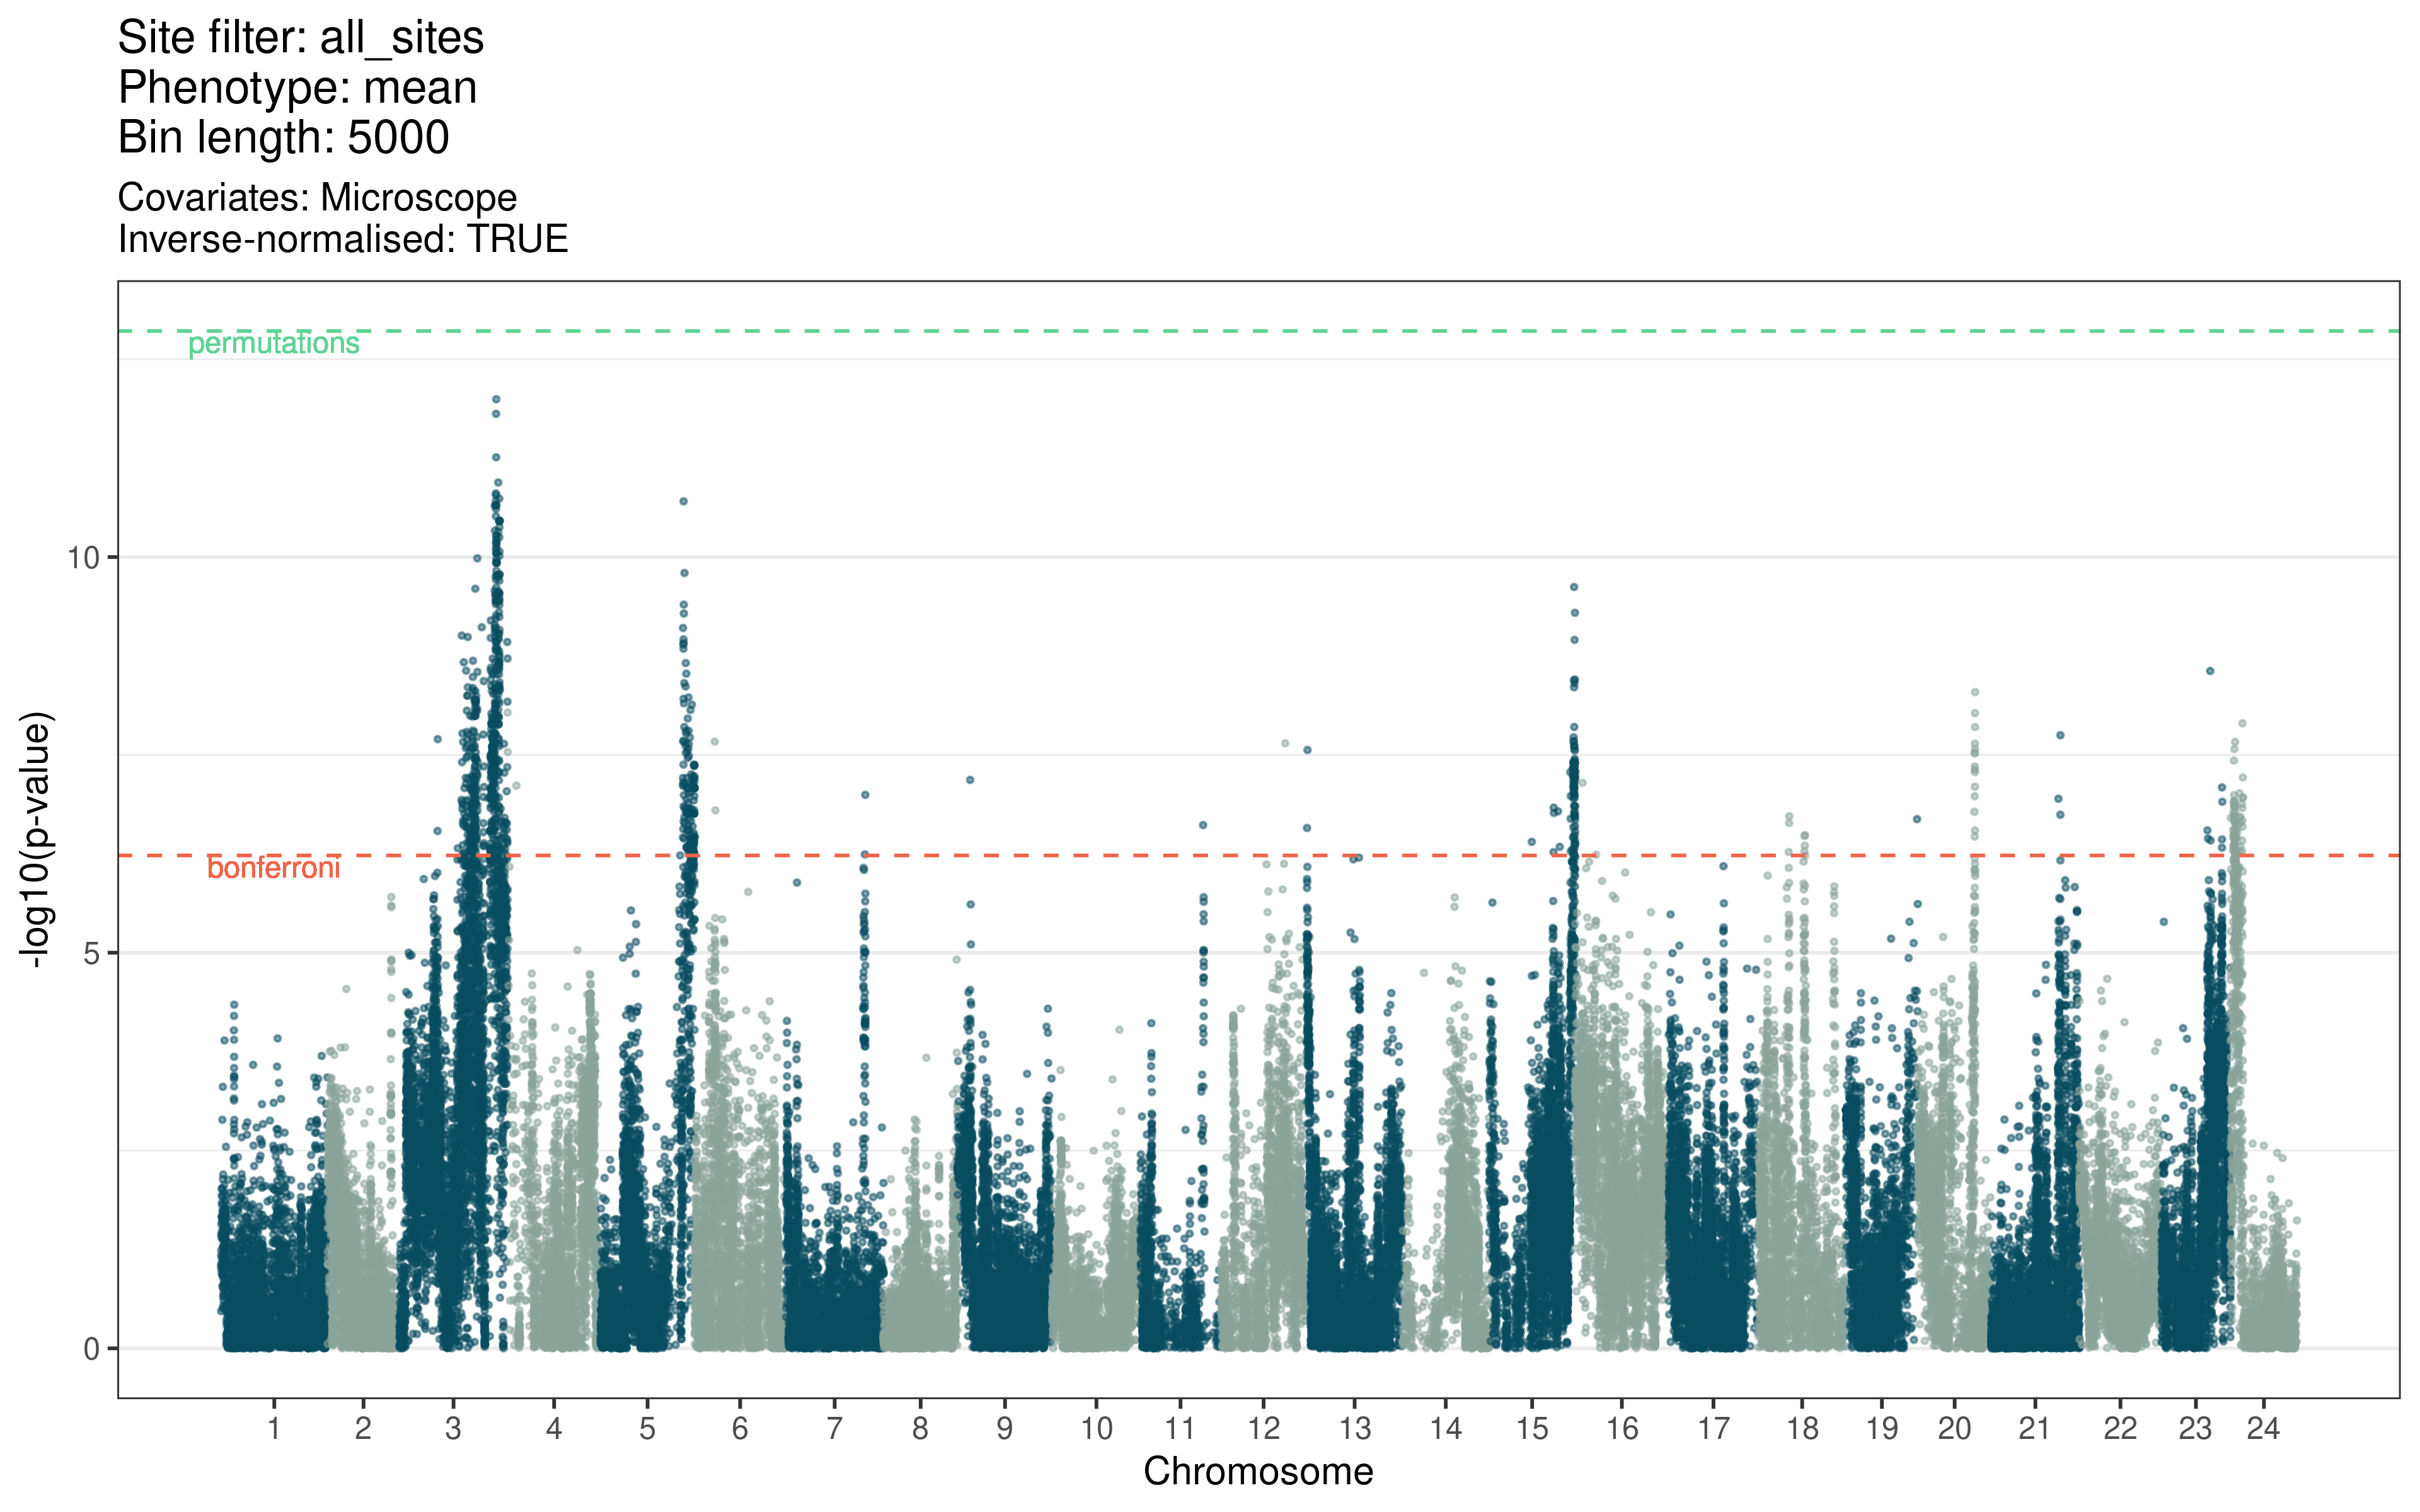 Site filter: all_sites
Phenotype: mean
Bin length: 5000
Covariates: Microscope
Inverse-normalised: TRUE
permutations
10
bonferroni
5
0
-log10(p-value)
1 2 3 4 5 6 7 8 9 10 11 12 13 14 15 16 17 18 19 20 21 22 23 24
Chromosome